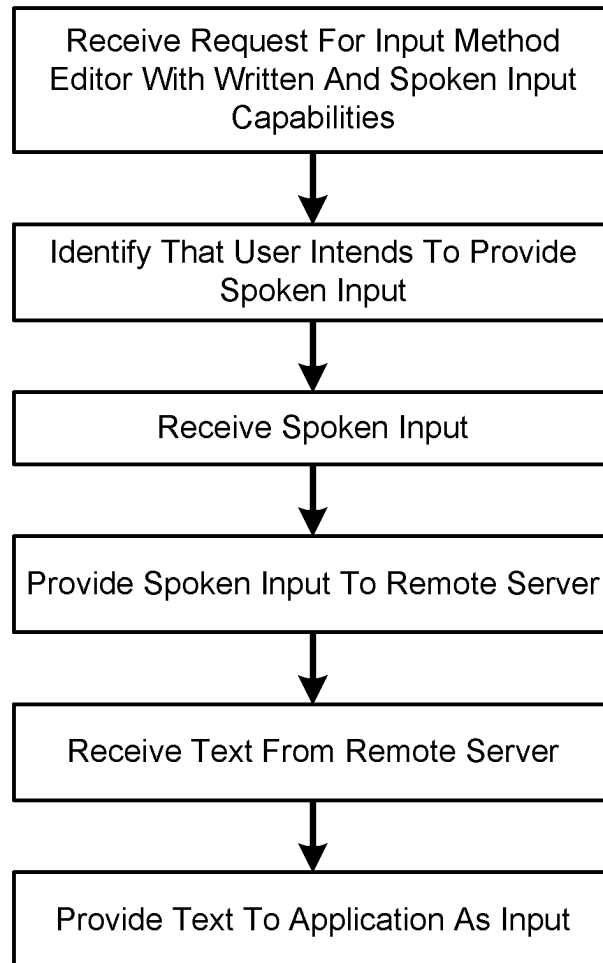 Receive Request For Input Method
Editor With Written And Spoken Input
Capabilities
Identify That User Intends To Provide
Spoken Input
Receive Spoken Input
Provide Spoken Input To Remote Server
Receive Text From Remote Server
Provide Text To Application As Input